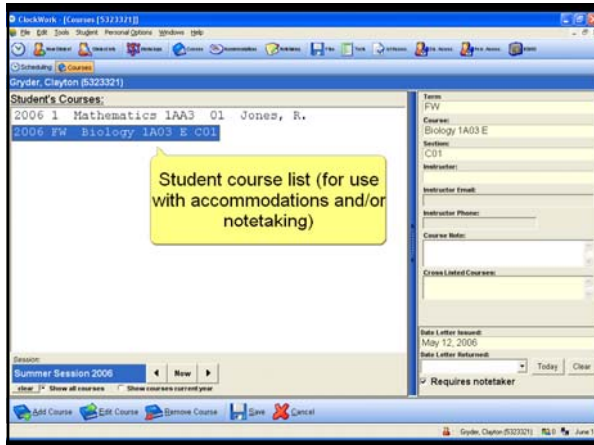 ClockWork - [Courses [5323321]]
File Edit Tools Student Personal Options Windows Help
Scheduling Courses
Gryder, Clayton (5323321)
Student's Courses:
2006 1 Mathematics 1AA3 01 Jones, R.
2006 FW Biology 1A03 E C01
Student course list (for use
with accommodations and/or
notetaking)
Term
FW
Course:
Biology 1A03 E
Section:
C01
Instructor:
Instructor Email:
Instructor Phone:
Course Note:
Cross Listed Courses:
Date Letter Issued:
May 12, 2006
Date Letter Returned:
Today Clear
Requires notetaker
Session:
Summer Session 2006 Now
clear Show all courses Show courses current year
Add Course Edit Course Remove Course Save Cancel
Gryder, Clayton (5323321)